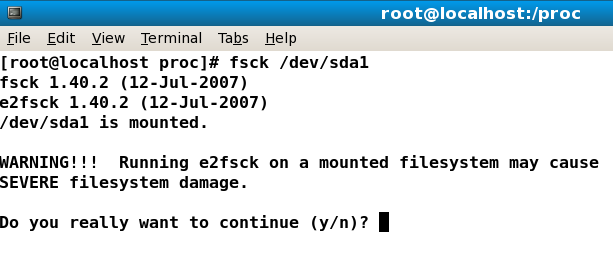 root@localhost:/proc
File Edit View Terminal Tabs Help
[root@localhost proc]# fsck /dev/sda1
fsck 1.40.2 (12-Jul-2007)
e2fsck 1.40.2 (12-Jul-2007)
/dev/sda1 is mounted.
WARNING!!!  Running e2fsck on a mounted filesystem may cause
SEVERE filesystem damage.
Do you really want to continue (y/n)?